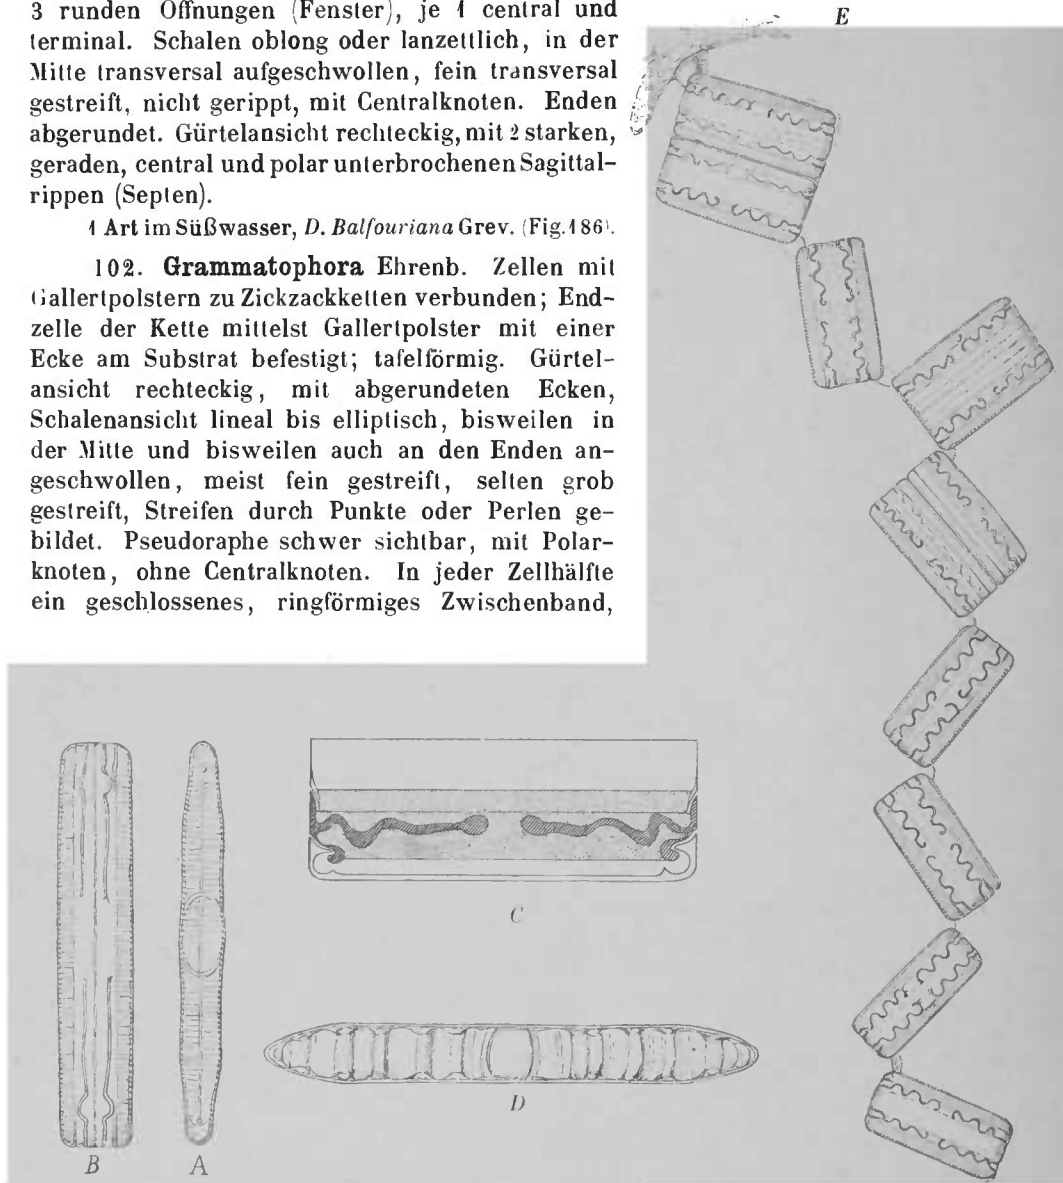 3 runden Öffnungen (Fenster), je 1 central und
terminal. Schalen oblong oder lanzettlich, in der
Mitte transversal aufgeschwollen, fein transversal
gestreift, nicht gerippt, mit Centralknoten. Enden
abgerundet. Gürtelansicht rechteckig, mit 2 starken,
geraden, central und polar unterbrochenen Sagittal-
rippen (Septen).
1 Art im Süßwasser, D. Balfouriana Grev. (Fig. 186).
102. Grammatophora Ehrenb. Zellen mit
Gallertpolstern zu Zickzackketten verbunden; End-
zelle der Kette mittelst Gallertpolster mit einer
Ecke am Substrat befestigt; tafelförmig. Gürtel-
ansicht rechteckig, mit abgerundeten Ecken,
Schalenansicht lineal bis elliptisch, bisweilen in
der Mitte und bisweilen auch an den Enden an-
geschwollen, meist fein gestreift, selten grob
gestreift, Streifen durch Punkte oder Perlen ge-
bildet. Pseudoraphe schwer sichtbar, mit Polar-
knoten, ohne Centralknoten. In jeder Zellhälfte
ein geschlossenes, ringförmiges Zwischenband,
E
C
D
B A